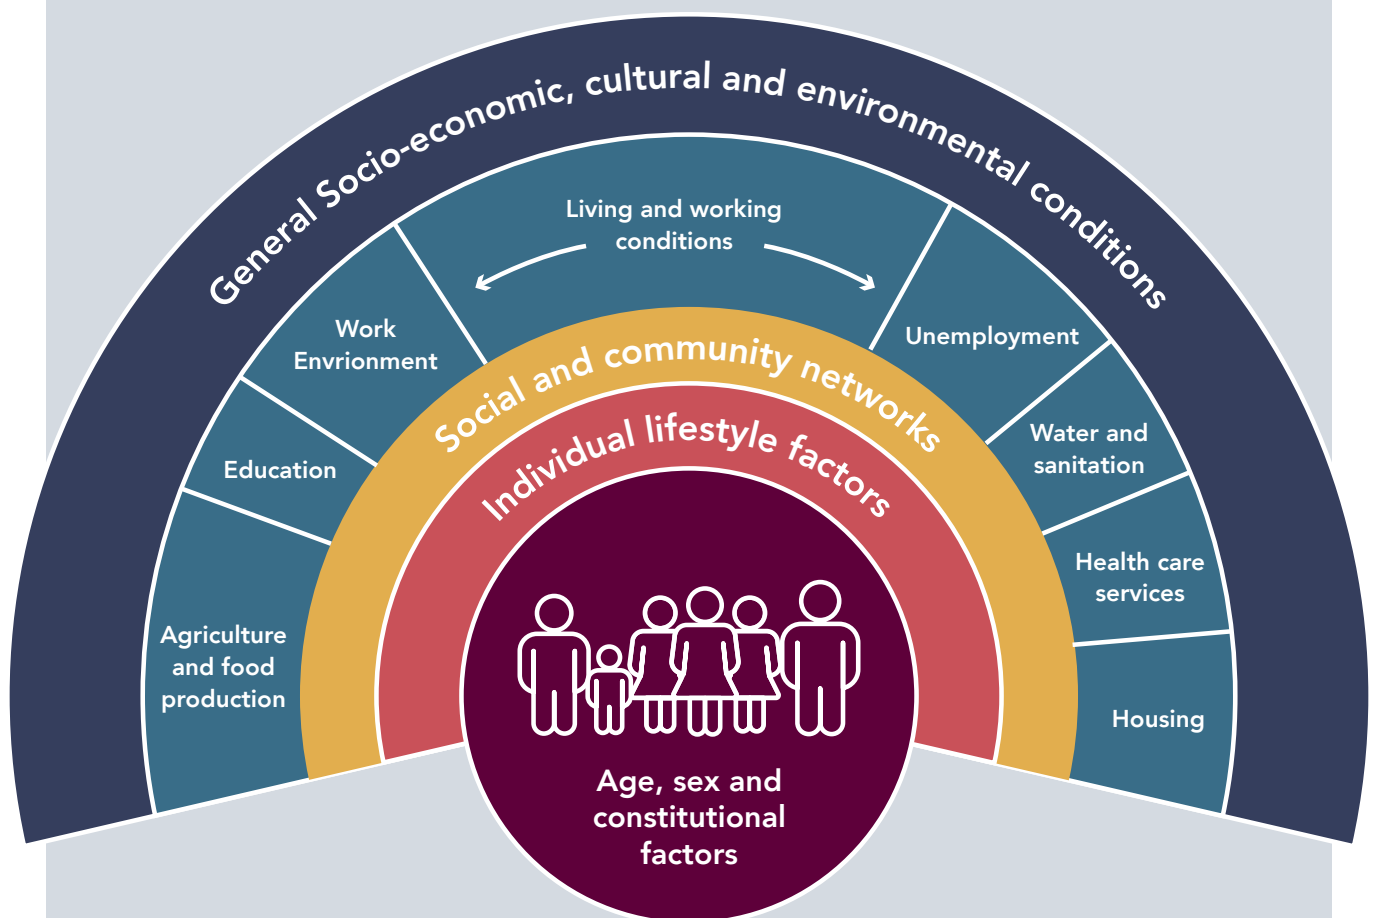 General Socio-economic, cultural and environmental conditions
Living and working
conditions
Work
Envrionment
Unemployment
Social and community networks
Individual lifestyle factors
Education
Water and
sanitation
Health care
services
Agriculture
and food
production
Housing
Age, sex and
constitutional
factors